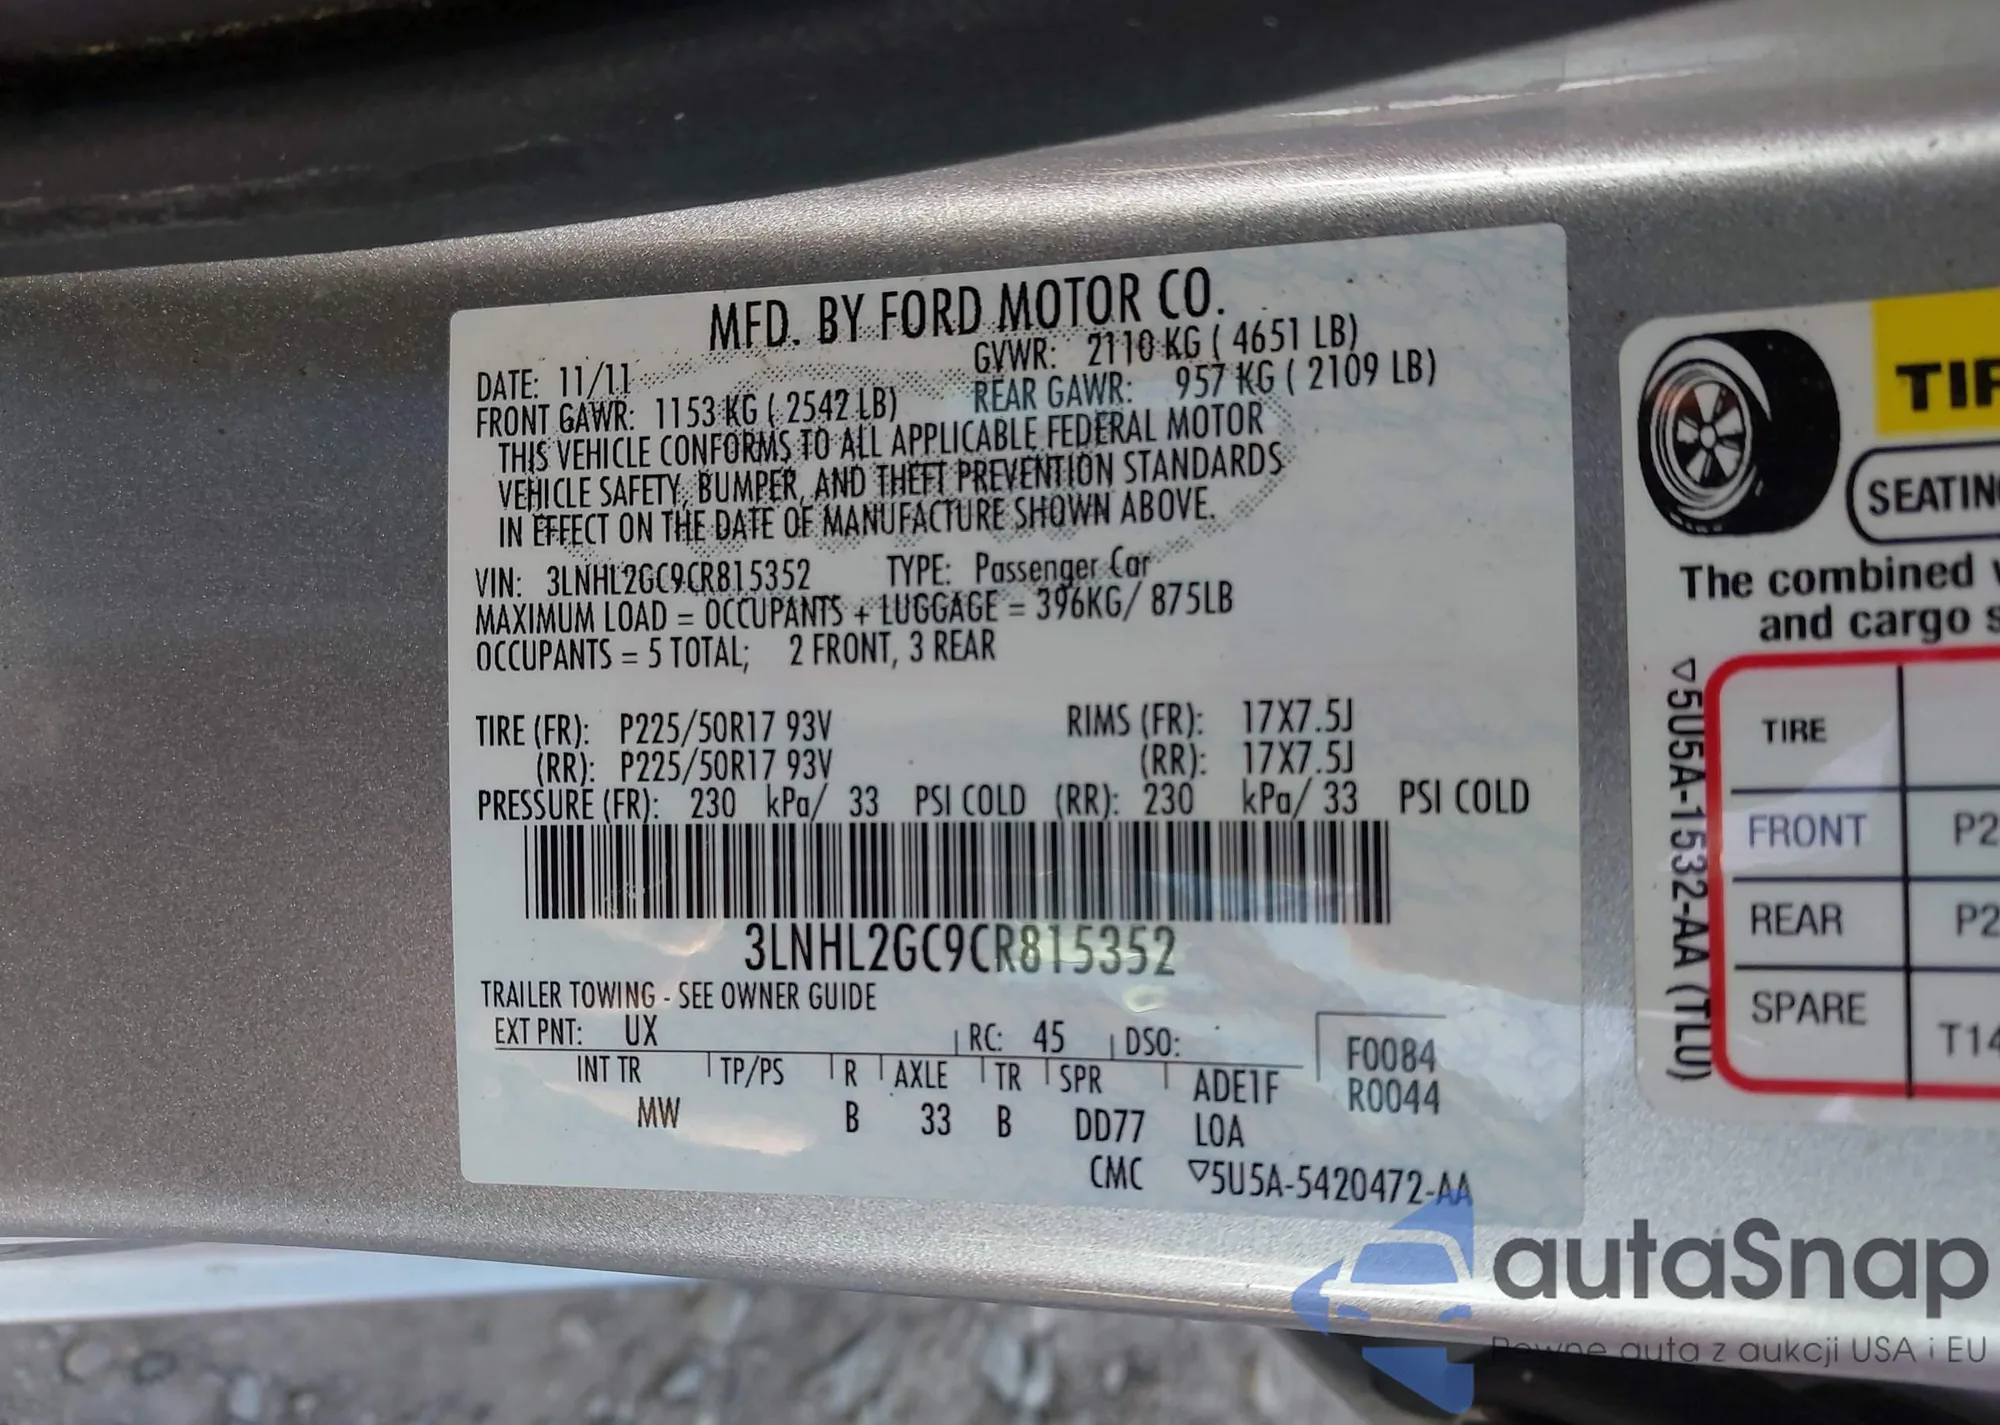 MFD. BY FORD MOTOR CO.
DATE: 11/11 GVWR: 2110 KG ( 4651 LB)
FRONT GAWR: 1153 KG ( 2542 LB) REAR GAWR: 957 KG ( 2109 LB)
THIS VEHICLE CONFORMS TO ALL APPLICABLE FEDERAL MOTOR
VEHICLE SAFETY, BUMPER, AND THEFT PREVENTION STANDARDS
IN EFFECT ON THE DATE OF MANUFACTURE SHOWN ABOVE.
VIN: 3LNHL2GC9CR815352 TYPE: Passenger Car
MAXIMUM LOAD = OCCUPANTS + LUGGAGE = 396KG/ 875LB
OCCUPANTS = 5 TOTAL; 2 FRONT, 3 REAR
TIRE (FR): P225/50R17 93V RIMS (FR): 17X7.5J
(RR): P225/50R17 93V (RR): 17X7.5J
PRESSURE (FR): 230 kPa/ 33 PSI COLD (RR): 230 kPa/ 33 PSI COLD
3LNHL2GC9CR815352
TRAILER TOWING - SEE OWNER GUIDE
EXT PNT: UX RC: 45 DSO:
INT TR TP/PS R AXLE TR SPR ADE1F
MW B 33 B DD77 LOA
F0084
R0044
CMC ▽5U5A-5420472-AA
TIR
SEATING
The combined
and cargo s
▽5U5A-1532-AA (TLU)
TIRE
FRONT P2
REAR P2
SPARE T14
autaSnap
Pewne auta z aukcji USA i EU